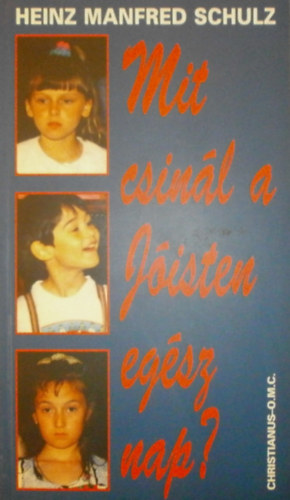 HEINZ MANFRED SCHULZ
Mit
csinál a
Jóisten
egész
nap?
CHRISTIANUS-O.M.C.